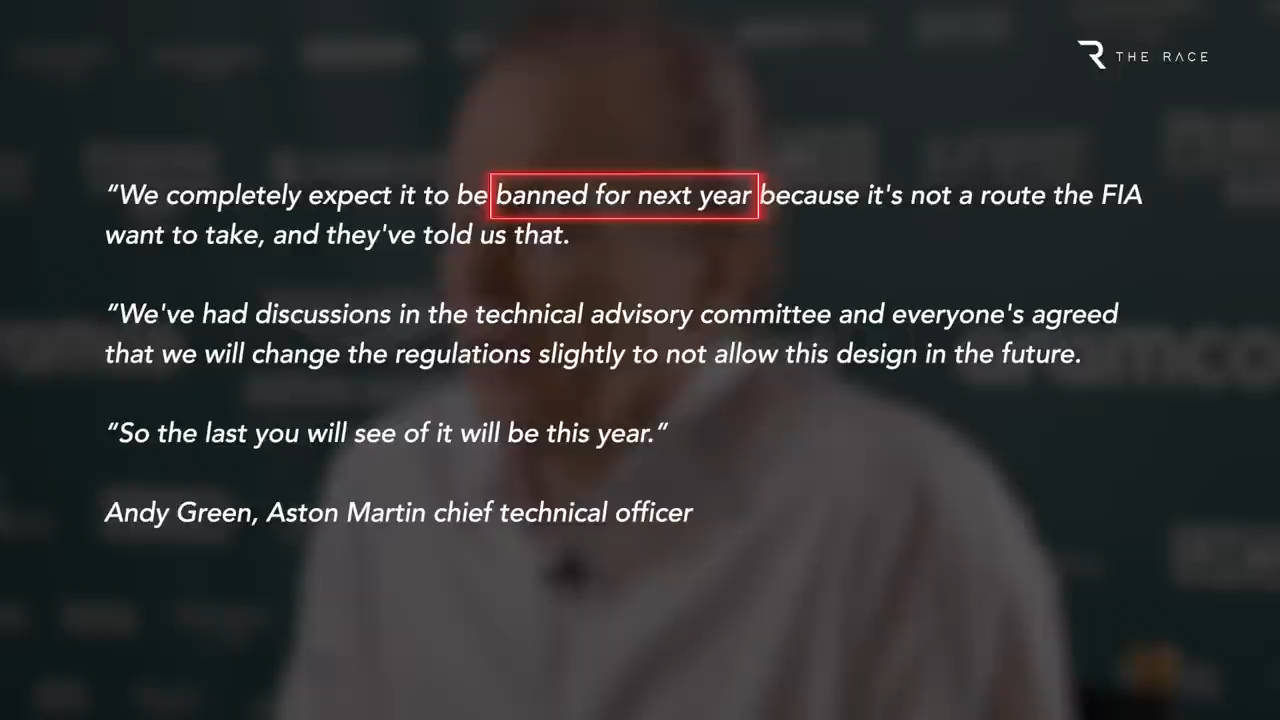 THE RACE
“We completely expect it to be banned for next year because it's not a route the FIA
want to take, and they've told us that.
“We've had discussions in the technical advisory committee and everyone's agreed
that we will change the regulations slightly to not allow this design in the future.
“So the last you will see of it will be this year.”
Andy Green, Aston Martin chief technical officer